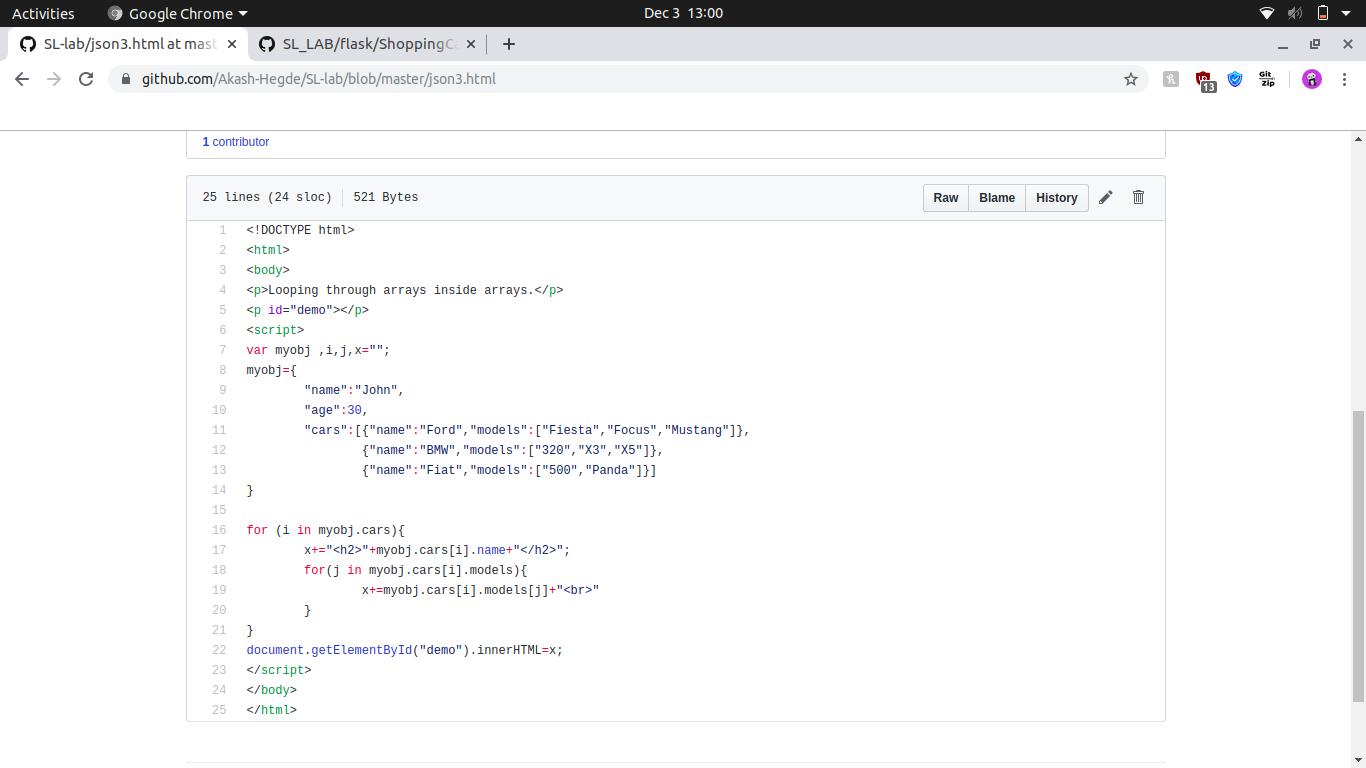 Activities Google Chrome Dec 3 13:00
SL-lab/json3.html at mast SL_LAB/flask/ShoppingCa
github.com/Akash-Hegde/SL-lab/blob/master/json3.html 13 Git Zip
1 contributor
25 lines (24 sloc) 521 Bytes Raw Blame History
1 <!DOCTYPE html>
2 <html>
3 <body>
4 <p>Looping through arrays inside arrays.</p>
5 <p id="demo"></p>
6 <script>
7 var myobj ,i,j,x="";
8 myobj={
9 "name":"John",
10 "age":30,
11 "cars":[{"name":"Ford","models":["Fiesta","Focus","Mustang"]},
12 {"name":"BMW","models":["320","X3","X5"]},
13 {"name":"Fiat","models":["500","Panda"]}]
14 }
15
16 for (i in myobj.cars){
17 x+="<h2>"+myobj.cars[i].name+"</h2>";
18 for(j in myobj.cars[i].models){
19 x+=myobj.cars[i].models[j]+"<br>"
20 }
21 }
22 document.getElementById("demo").innerHTML=x;
23 </script>
24 </body>
25 </html>